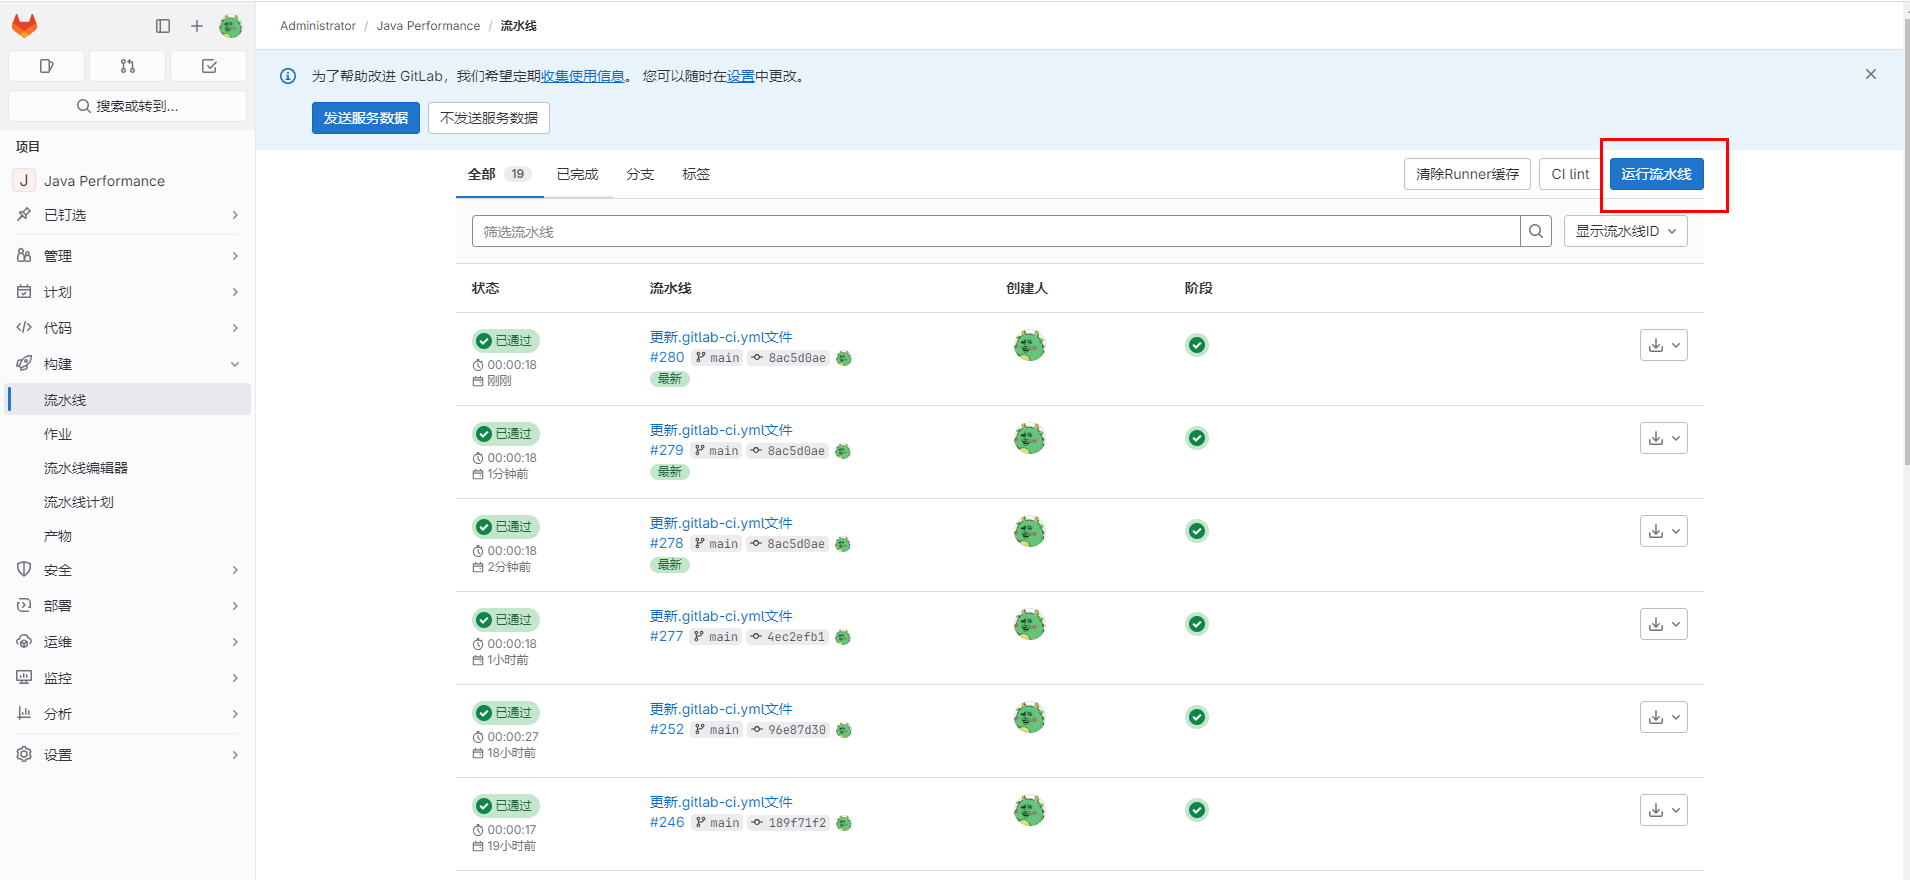 Administrator / Java Performance / 流水线
为了帮助改进 GitLab，我们希望定期收集使用信息。 您可以随时在设置中更改。
发送服务数据 不发送服务数据
搜索或转到...
项目
J Java Performance
已钉选
管理
计划
代码
构建
流水线
作业
流水线编辑器
流水线计划
产物
安全
部署
运维
监控
分析
设置
全部 19 已完成 分支 标签
清除Runner缓存 CI lint 运行流水线
筛选流水线 显示流水线ID
状态 流水线 创建人 阶段
已通过 更新.gitlab-ci.yml文件
00:00:18 #280 main 8ac5d0ae
刚刚 最新
已通过 更新.gitlab-ci.yml文件
00:00:18 #279 main 8ac5d0ae
1分钟前 最新
已通过 更新.gitlab-ci.yml文件
00:00:18 #278 main 8ac5d0ae
2分钟前 最新
已通过 更新.gitlab-ci.yml文件
00:00:18 #277 main 4ec2efb1
1小时前
已通过 更新.gitlab-ci.yml文件
00:00:27 #252 main 96e87d30
18小时前
已通过 更新.gitlab-ci.yml文件
00:00:17 #246 main 189f71f2
19小时前